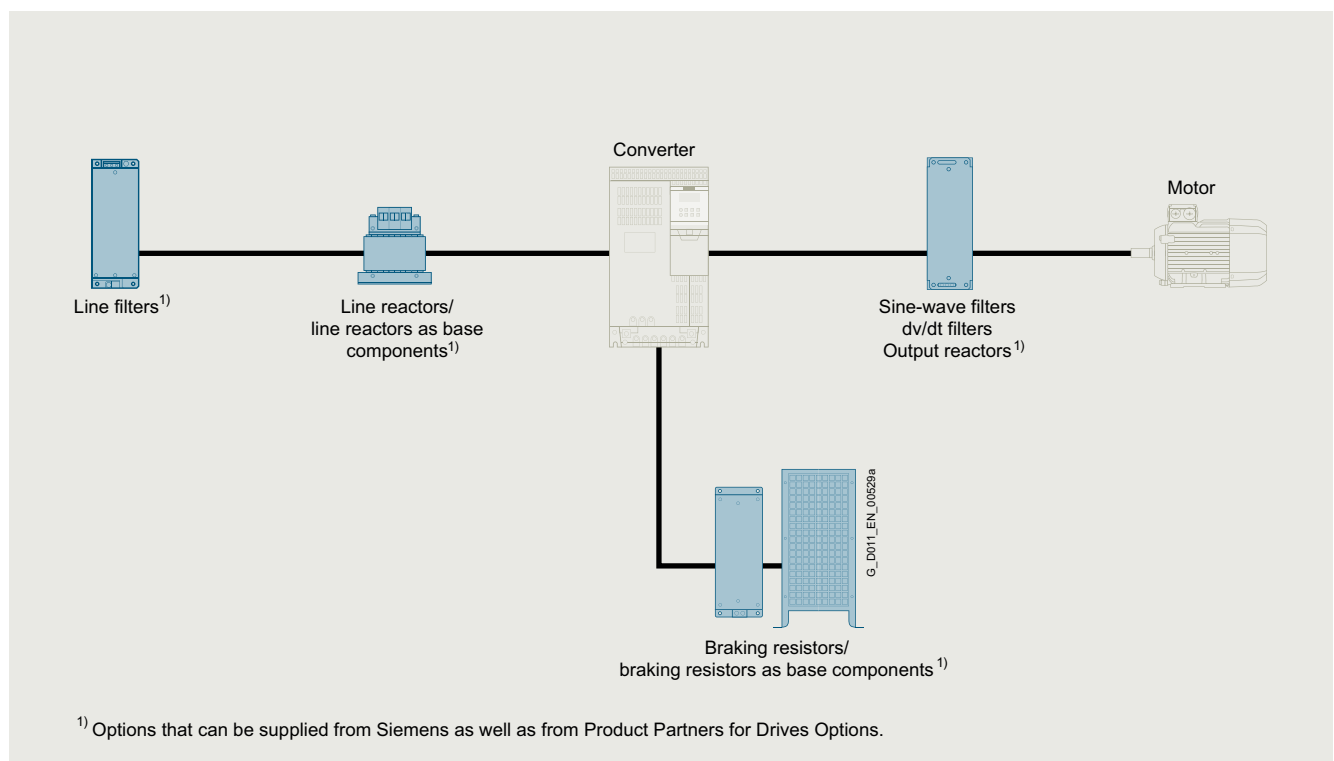 Converter
Motor
Line filters1)
Line reactors/
line reactors as base
components1)
Sine-wave filters
dv/dt filters
Output reactors1)
G_D011_EN_00529a
Braking resistors/
braking resistors as base components1)
1) Options that can be supplied from Siemens as well as from Product Partners for Drives Options.